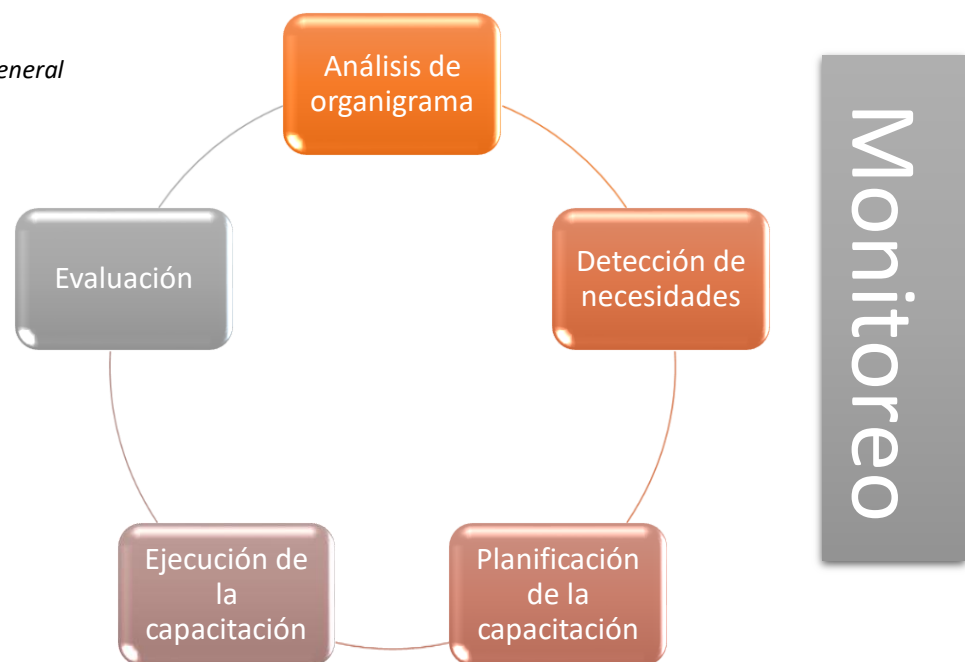 eneral
Análisis de
organigrama
Detección de
necesidades
Planificación
de la
capacitación
Ejecución de
la
capacitación
Evaluación
Monitoreo